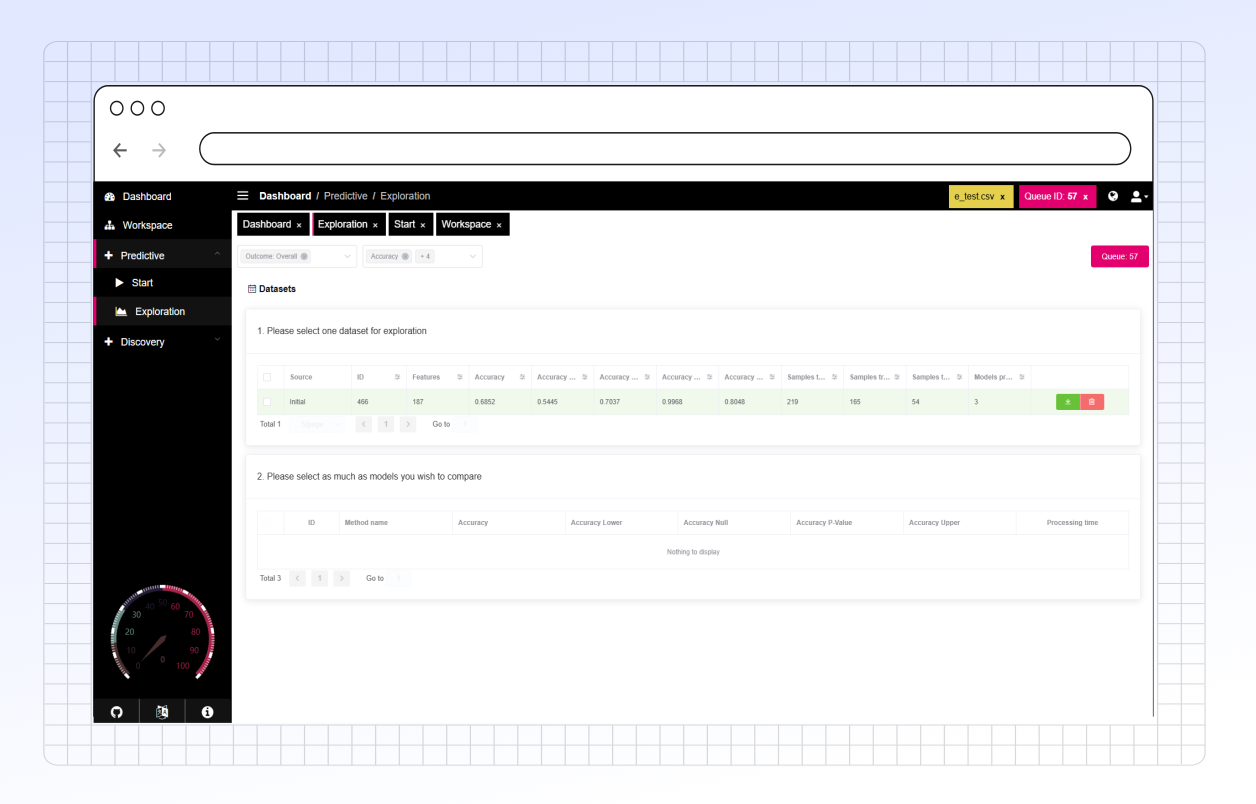 Dashboard
Workspace
Predictive
Start
Exploration
Discovery
Dashboard / Predictive / Exploration
e_test.csv x
Queue ID: 57 x
Dashboard × Exploration × Start × Workspace ×
Outcome: Overall
Accuracy + 4
Queue: 57
Datasets
1. Please select one dataset for exploration
Source ID Features Accuracy Accuracy ... Accuracy ... Accuracy ... Accuracy ... Samples t... Samples tr... Samples t... Models pr...
Initial 466 187 0.6852 0.5445 0.7037 0.9968 0.8048 219 165 54 3
Total 1 < 1 > Go to
2. Please select as much as models you wish to compare
ID Method name Accuracy Accuracy Lower Accuracy Null Accuracy P-Value Accuracy Upper Processing time
Nothing to display
Total 3 < 1 > Go to 1
0 10 20 30 40 50 60 70 80 90 100
0